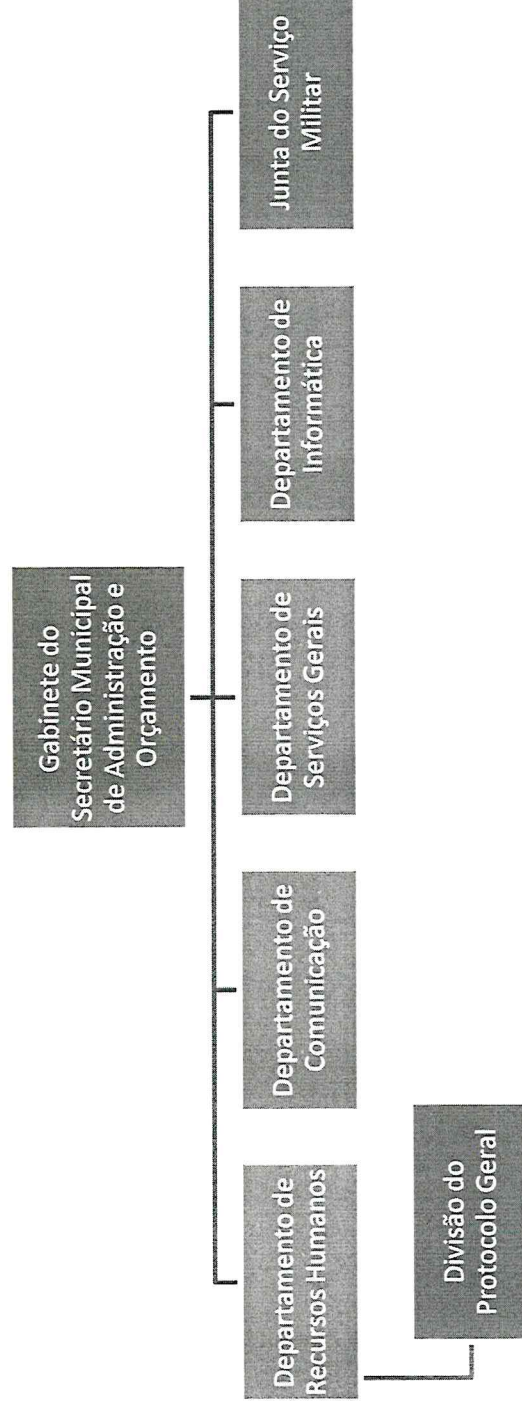 Gabinete do
Secretário Municipal
de Administração e
Orçamento
Departamento de
Recursos Humanos
Departamento de
Comunicação
Departamento de
Serviços Gerais
Departamento de
Informática
Junta do Serviço
Militar
Divisão do
Protocolo Geral